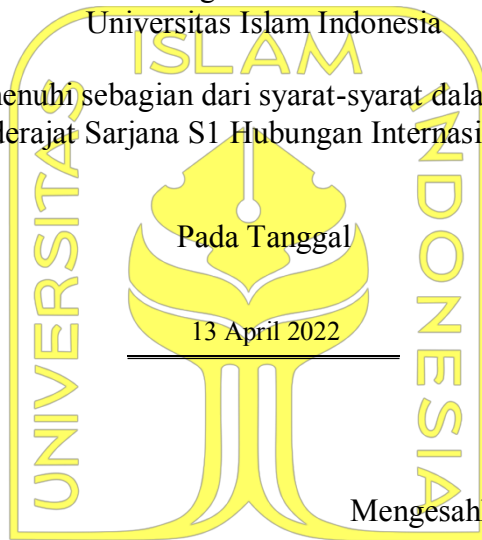 Universitas Islam Indonesia
ISLAM
menuhi sebagian dari syarat-syarat dala
derajat Sarjana S1 Hubungan Internasi
UNIVERSITAS
INDONESIA
Pada Tanggal
13 April 2022
Mengesah